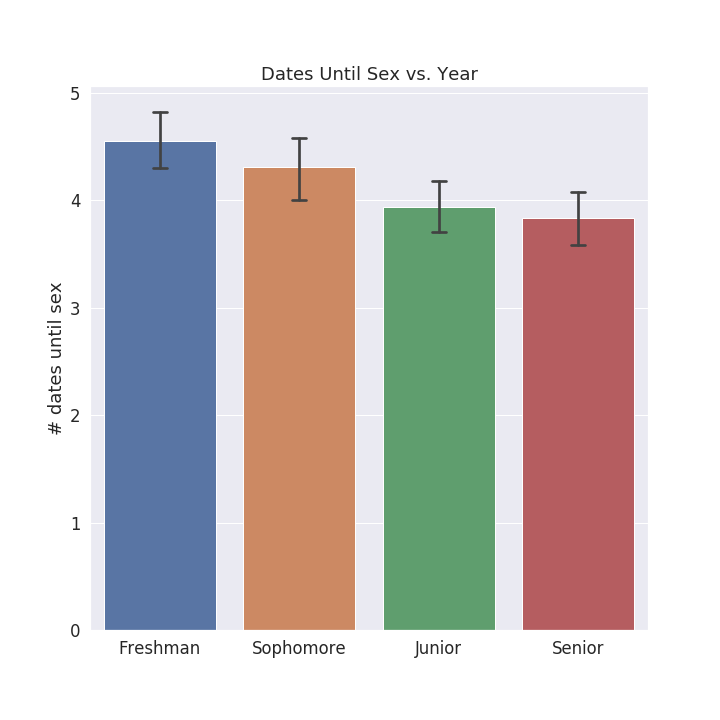 Dates Until Sex vs. Year
5
4
3
2
1
0
# dates until sex
Freshman Sophomore Junior Senior